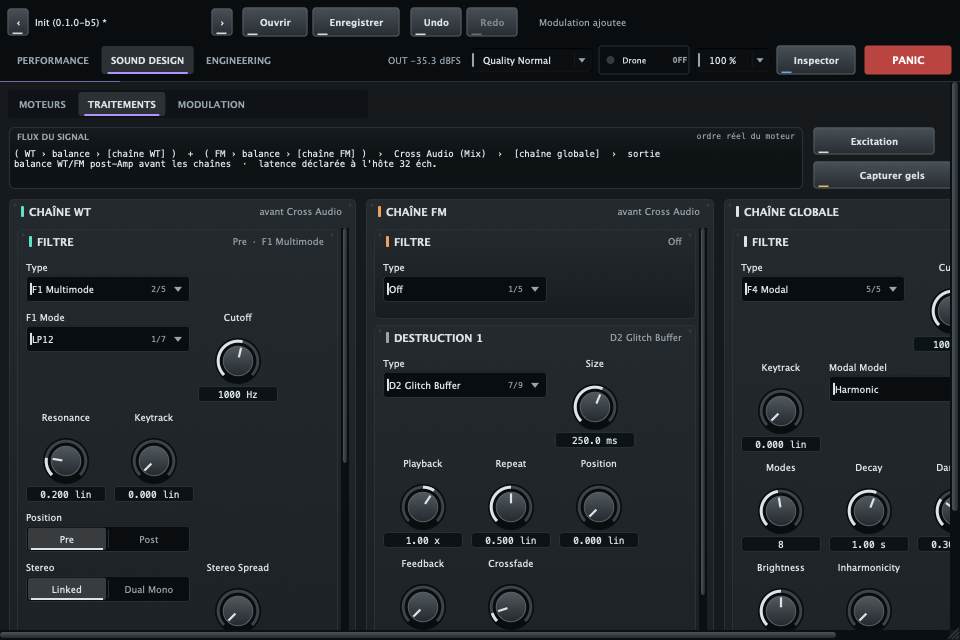 ‹ Init (0.1.0-b5) * › Ouvrir Enregistrer Undo Redo Modulation ajoutee
PERFORMANCE SOUND DESIGN ENGINEERING OUT -35.3 dBFS Quality Normal Drone OFF 100 % Inspector PANIC
MOTEURS TRAITEMENTS MODULATION
FLUX DU SIGNAL ordre réel du moteur
( WT › balance › [chaîne WT] ) + ( FM › balance › [chaîne FM] ) › Cross Audio (Mix) › [chaîne globale] › sortie
balance WT/FM post-Amp avant les chaînes · latence déclarée à l'hôte 32 éch.
Excitation
Capturer gels
CHAÎNE WT avant Cross Audio
FILTRE Pre · F1 Multimode
Type
F1 Multimode 2/5
F1 Mode
LP12 1/7
Cutoff
1000 Hz
Resonance Keytrack
0.200 lin 0.000 lin
Position
Pre Post
Stereo
Linked Dual Mono
Stereo Spread
CHAÎNE FM avant Cross Audio
FILTRE Off
Type
Off 1/5
DESTRUCTION 1 D2 Glitch Buffer
Type
D2 Glitch Buffer 7/9
Size
250.0 ms
Playback Repeat Position
1.00 x 0.500 lin 0.000 lin
Feedback Crossfade
CHAÎNE GLOBALE
FILTRE
Type
F4 Modal 5/5
Cu
100
Keytrack
0.000 lin
Modal Model
Harmonic
Modes Decay Da
8 1.00 s 0.30
Brightness Inharmonicity